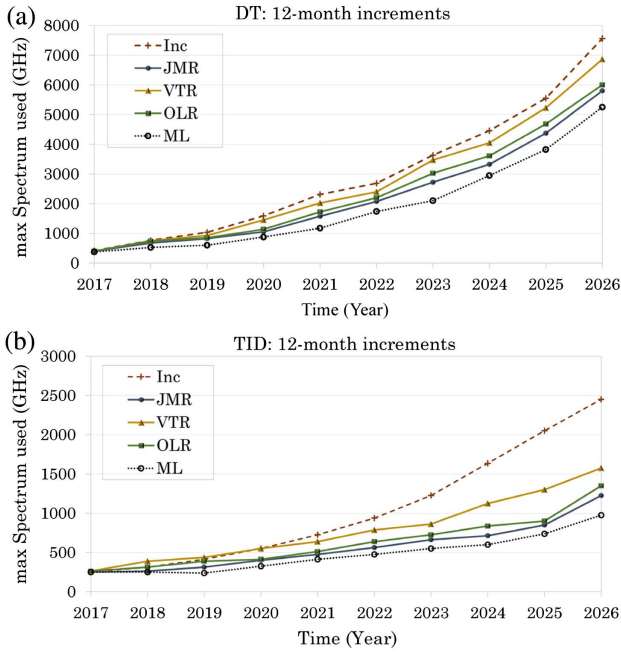 (a)
DT: 12-month increments
max Spectrum used (GHz)
8000
7000
6000
5000
4000
3000
2000
1000
0
Inc
JMR
VTR
OLR
ML
2017 2018 2019 2020 2021 2022 2023 2024 2025 2026
Time (Year)
(b)
TID: 12-month increments
max Spectrum used (GHz)
3000
2500
2000
1500
1000
500
0
Inc
JMR
VTR
OLR
ML
2017 2018 2019 2020 2021 2022 2023 2024 2025 2026
Time (Year)